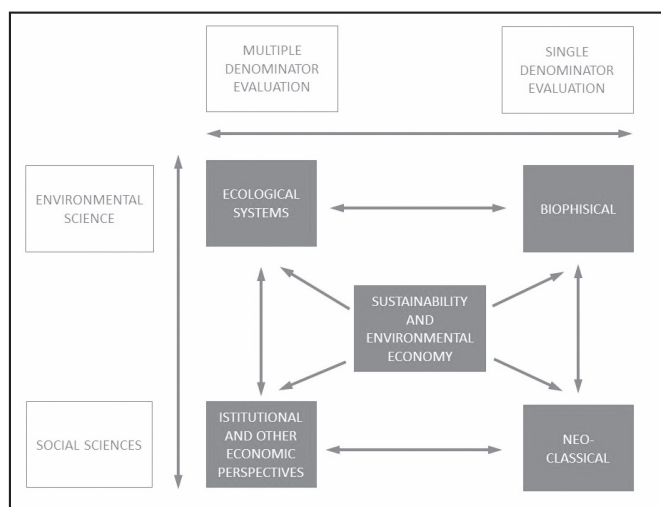 MULTIPLE
DENOMINATOR
EVALUATION
SINGLE
DENOMINATOR
EVALUATION
ENVIRONMENTAL
SCIENCE
ECOLOGICAL
SYSTEMS
BIOPHISICAL
SUSTAINABILITY
AND
ENVIRONMENTAL
ECONOMY
SOCIAL SCIENCES
ISTITUTIONAL
AND OTHER
ECONOMIC
PERSPECTIVES
NEO-
CLASSICAL